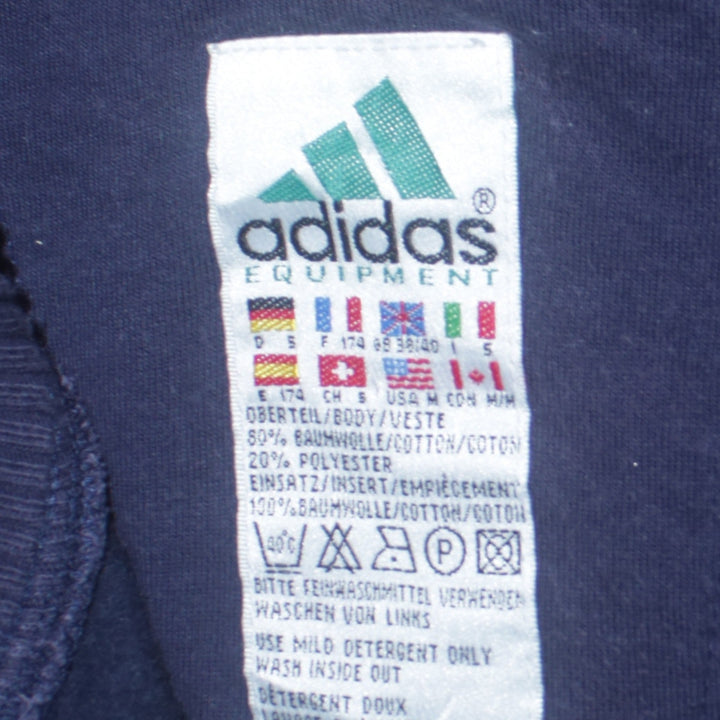 adidas®
EQUIPMENT
D 5 F 174 GB 38/40 I 5
E 174 CH 5 USA M CDN M/M
OBERTEIL/BODY/VESTE
80% BAUMWOLLE/COTTON/COTON
20% POLYESTER
EINSATZ/INSERT/EMPIÈCEMENT
100% BAUMWOLLE/COTTON/COTON
40°C P
BITTE FEINWASCHMITTEL VERWENDEN
WASCHEN VON LINKS
USE MILD DETERGENT ONLY
WASH INSIDE OUT
DÉTERGENT DOUX